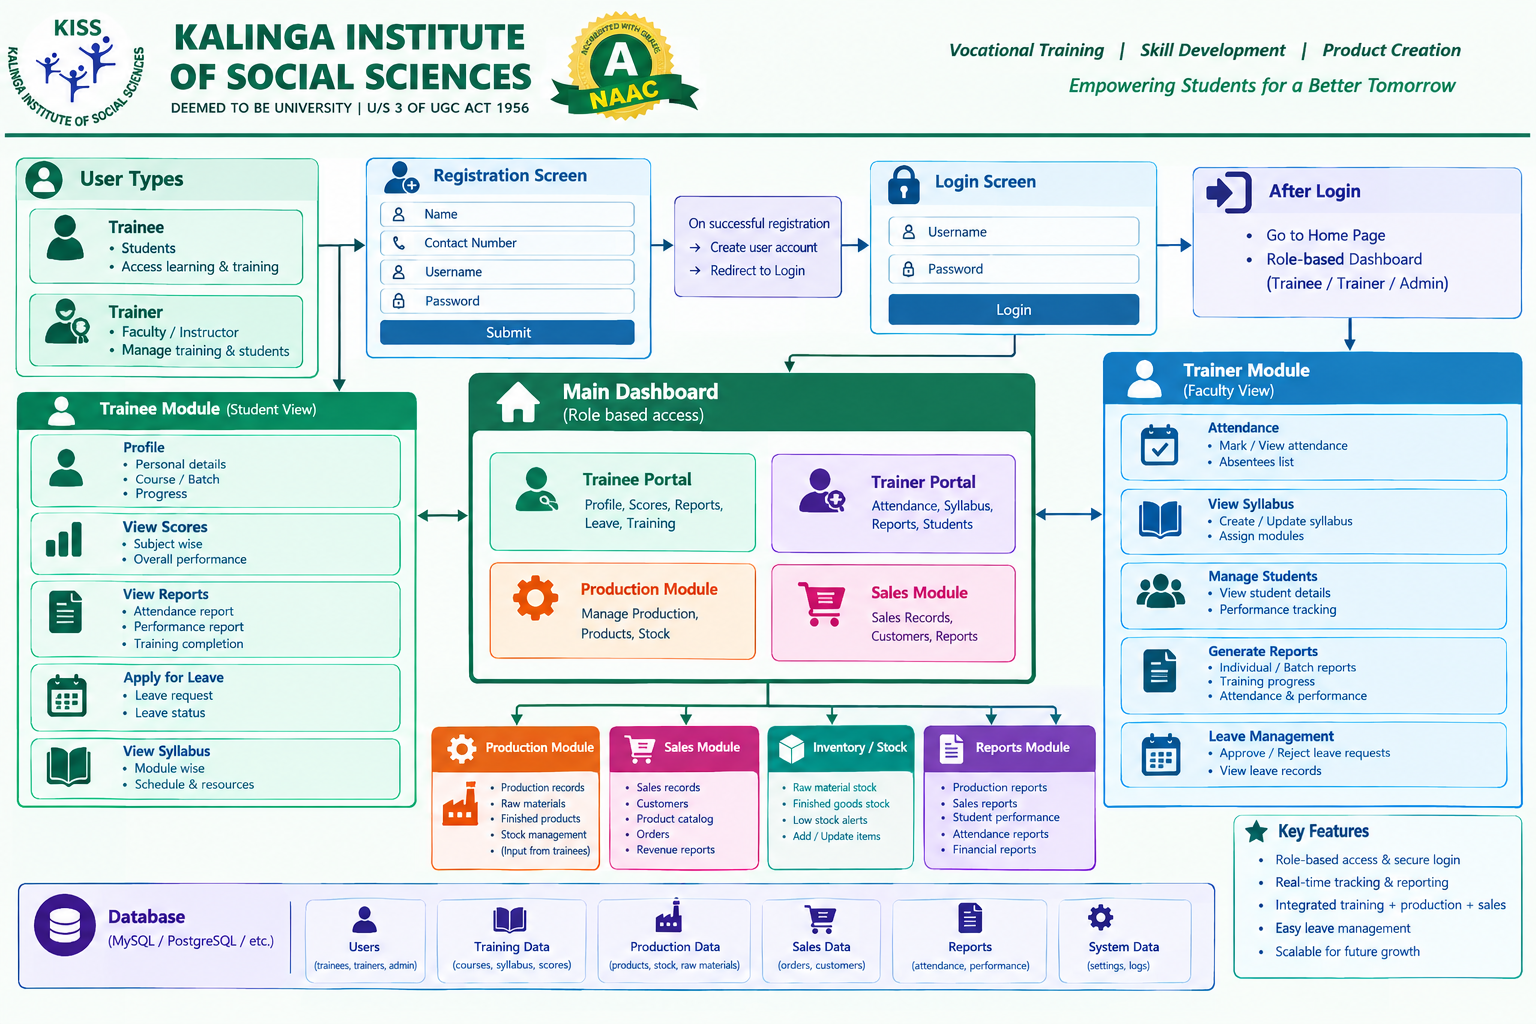 KISS
KALINGA INSTITUTE OF SOCIAL SCIENCES
KALINGA INSTITUTE
OF SOCIAL SCIENCES
DEEMED TO BE UNIVERSITY | U/S 3 OF UGC ACT 1956
ACCREDITED WITH GRADE
A
NAAC
Vocational Training | Skill Development | Product Creation
Empowering Students for a Better Tomorrow
User Types
Trainee
• Students
• Access learning & training
Trainer
• Faculty / Instructor
• Manage training & students
Registration Screen
Name
Contact Number
Username
Password
Submit
On successful registration
→ Create user account
→ Redirect to Login
Login Screen
Username
Password
Login
After Login
• Go to Home Page
• Role-based Dashboard
(Trainee / Trainer / Admin)
Trainee Module (Student View)
Profile
• Personal details
• Course / Batch
• Progress
View Scores
• Subject wise
• Overall performance
View Reports
• Attendance report
• Performance report
• Training completion
Apply for Leave
• Leave request
• Leave status
View Syllabus
• Module wise
• Schedule & resources
Main Dashboard
(Role based access)
Trainee Portal
Profile, Scores, Reports,
Leave, Training
Trainer Portal
Attendance, Syllabus,
Reports, Students
Production Module
Manage Production,
Products, Stock
Sales Module
Sales Records,
Customers, Reports
Trainer Module
(Faculty View)
Attendance
• Mark / View attendance
• Absentees list
View Syllabus
• Create / Update syllabus
• Assign modules
Manage Students
• View student details
• Performance tracking
Generate Reports
• Individual / Batch reports
• Training progress
• Attendance & performance
Leave Management
• Approve / Reject leave requests
• View leave records
Production Module
• Production records
• Raw materials
• Finished products
• Stock management
• (Input from trainees)
Sales Module
• Sales records
• Customers
• Product catalog
• Orders
• Revenue reports
Inventory / Stock
• Raw material stock
• Finished goods stock
• Low stock alerts
• Add / Update items
Reports Module
• Production reports
• Sales reports
• Student performance
• Attendance reports
• Financial reports
Key Features
• Role-based access & secure login
• Real-time tracking & reporting
• Integrated training + production + sales
• Easy leave management
• Scalable for future growth
Database
(MySQL / PostgreSQL / etc.)
Users
(trainees, trainers, admin)
Training Data
(courses, syllabus, scores)
Production Data
(products, stock, raw materials)
Sales Data
(orders, customers)
Reports
(attendance, performance)
System Data
(settings, logs)